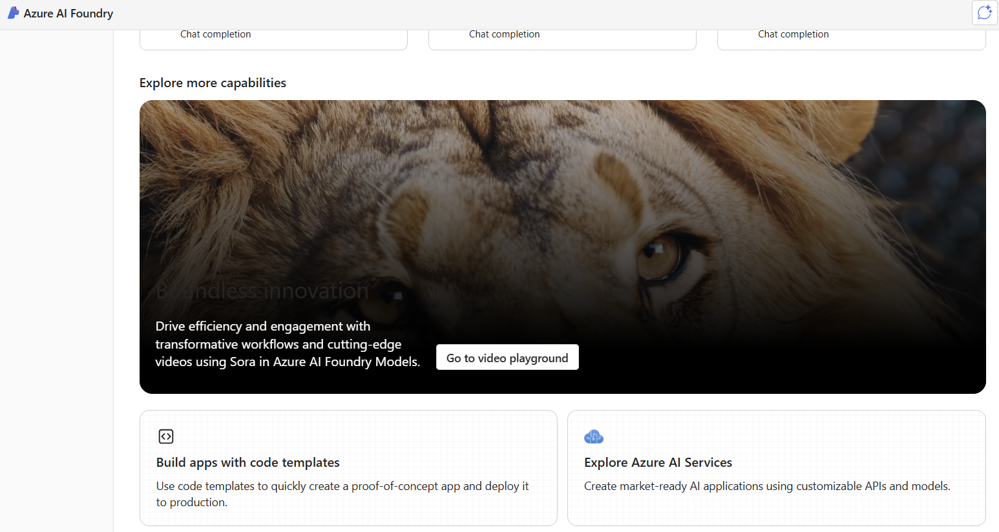 Azure AI Foundry
Chat completion
Chat completion
Chat completion
Explore more capabilities
Boundless innovation
Drive efficiency and engagement with
transformative workflows and cutting-edge
videos using Sora in Azure AI Foundry Models.
Go to video playground
Build apps with code templates
Use code templates to quickly create a proof-of-concept app and deploy it
to production.
Explore Azure AI Services
Create market-ready AI applications using customizable APIs and models.